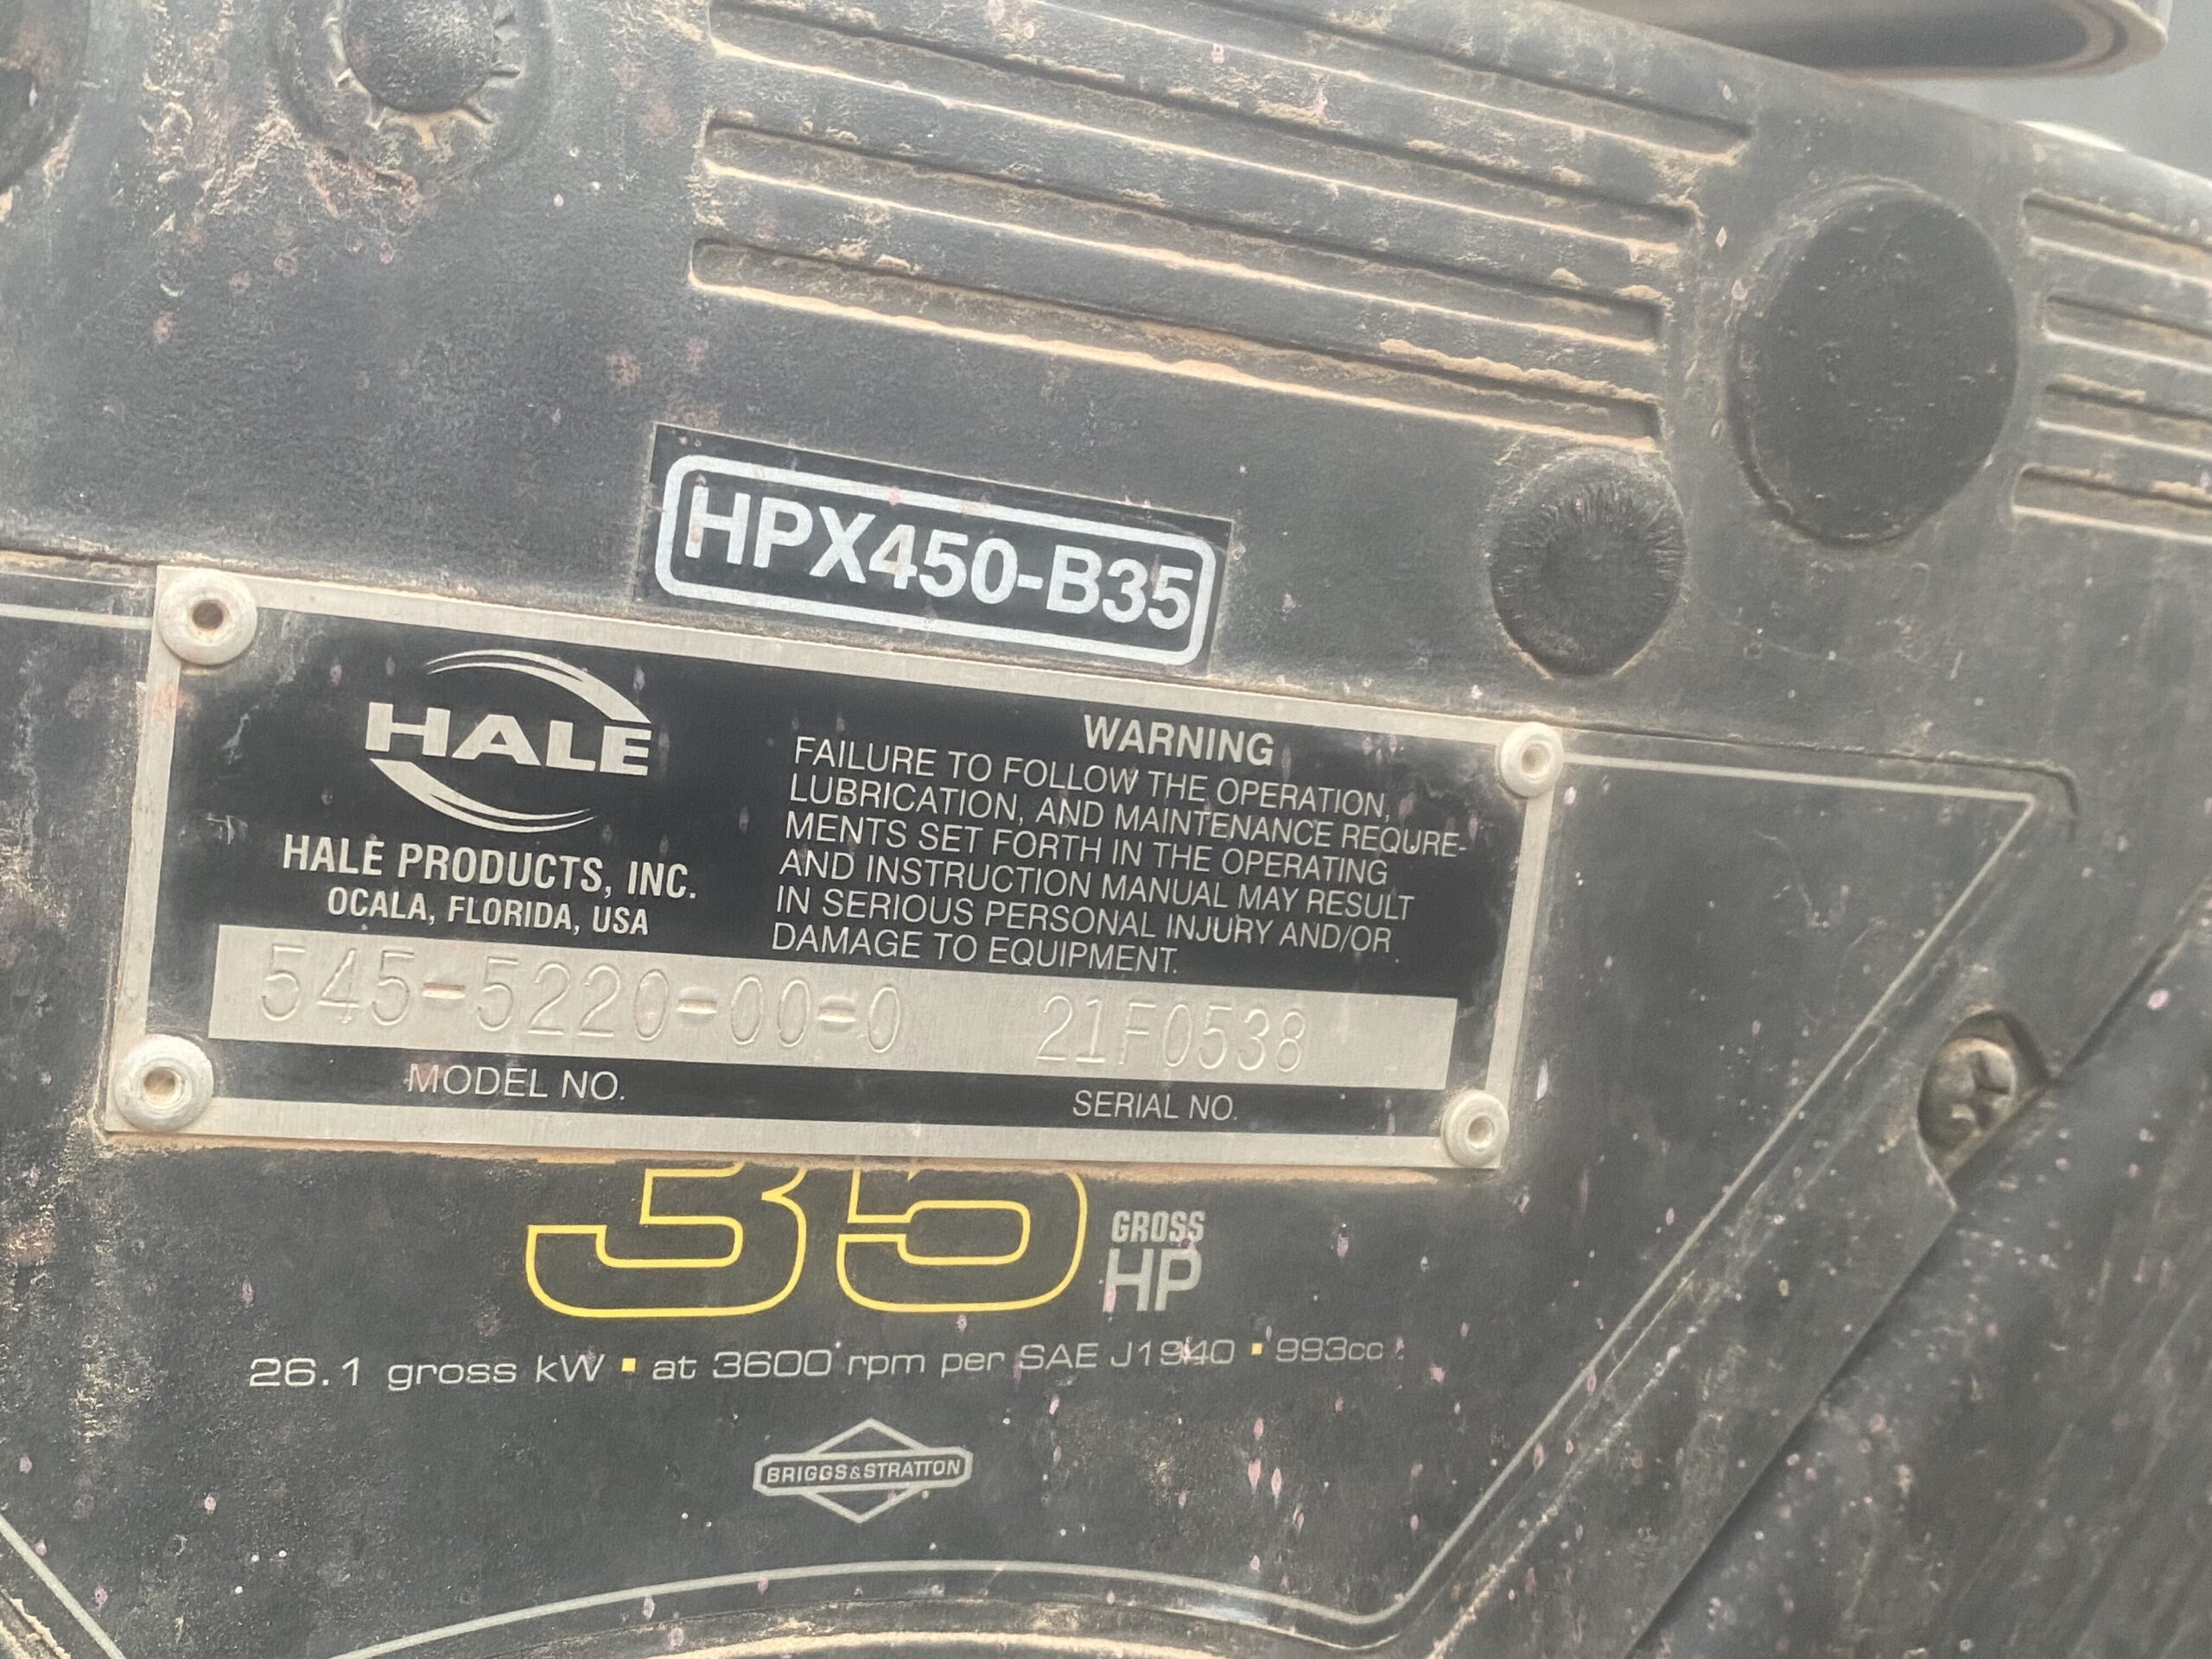 HPX450-B35
HALE
HALE PRODUCTS, INC.
OCALA, FLORIDA, USA
WARNING
FAILURE TO FOLLOW THE OPERATION,
LUBRICATION, AND MAINTENANCE REQURE-
MENTS SET FORTH IN THE OPERATING
AND INSTRUCTION MANUAL MAY RESULT
IN SERIOUS PERSONAL INJURY AND/OR
DAMAGE TO EQUIPMENT.
545-5220-00-0 21F0538
MODEL NO. SERIAL NO.
35 GROSS HP
26.1 gross kW ▪ at 3600 rpm per SAE J1940 ▪ 993cc
BRIGGS&STRATTON